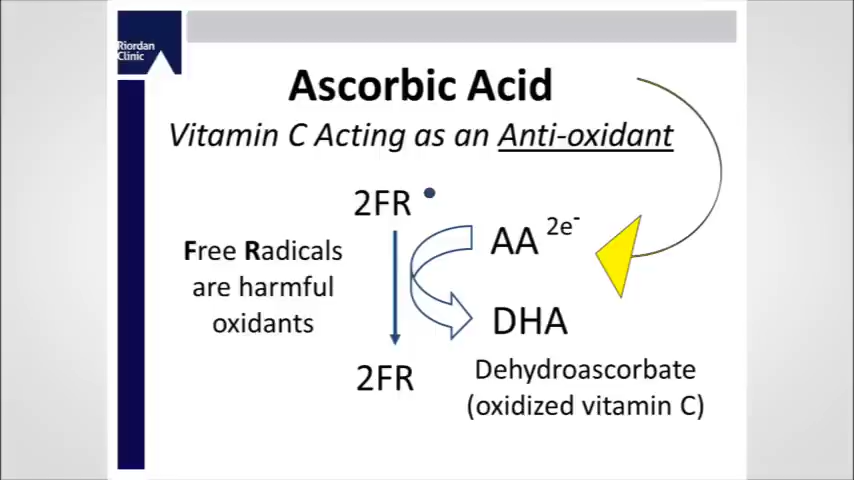 Riordan
Clinic
Ascorbic Acid
Vitamin C Acting as an Anti-oxidant
2FR •
Free Radicals
are harmful
oxidants
AA 2e-
DHA
2FR
Dehydroascorbate
(oxidized vitamin C)